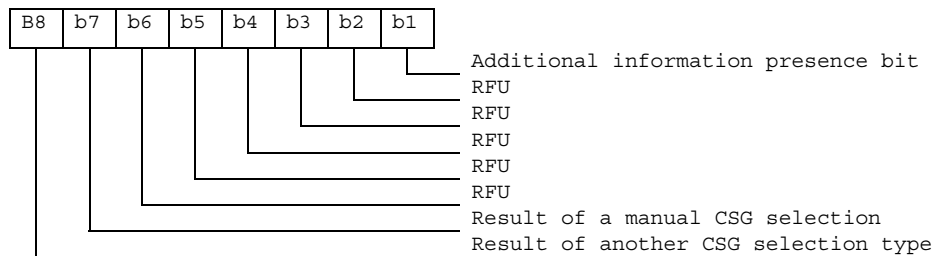 B8 b7 b6 b5 b4 b3 b2 b1
Additional information presence bit
RFU
RFU
RFU
RFU
RFU
Result of a manual CSG selection
Result of another CSG selection type